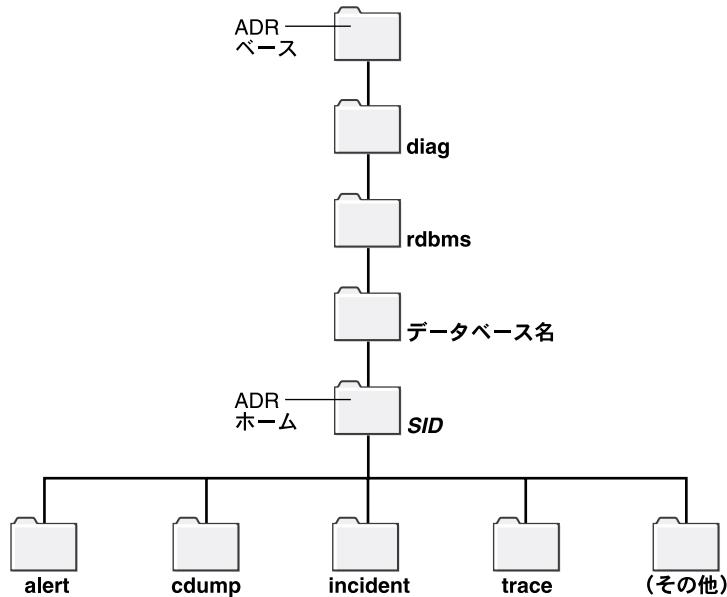 ADR
ベース
diag
rdbms
データベース名
ADR
ホーム
SID
alert
cdump
incident
trace
(その他)